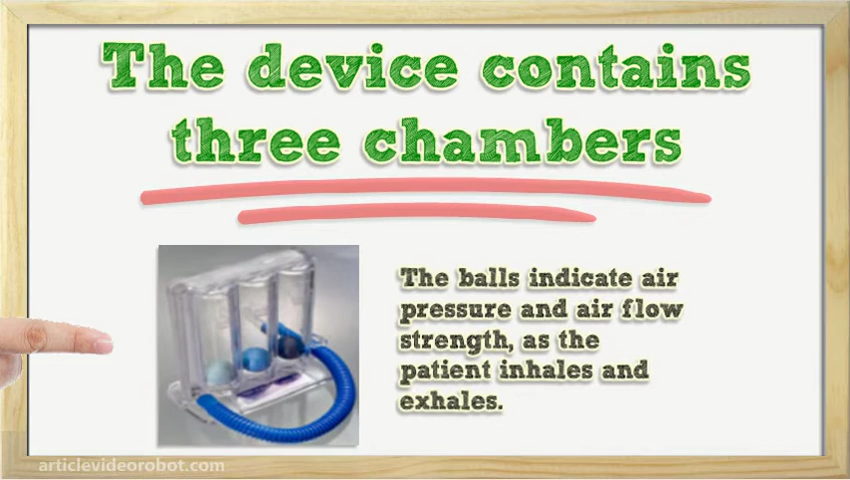 The device contains
three chambers
The balls indicate air
pressure and air flow
strength, as the
patient inhales and
exhales.
articlevideorobot.com